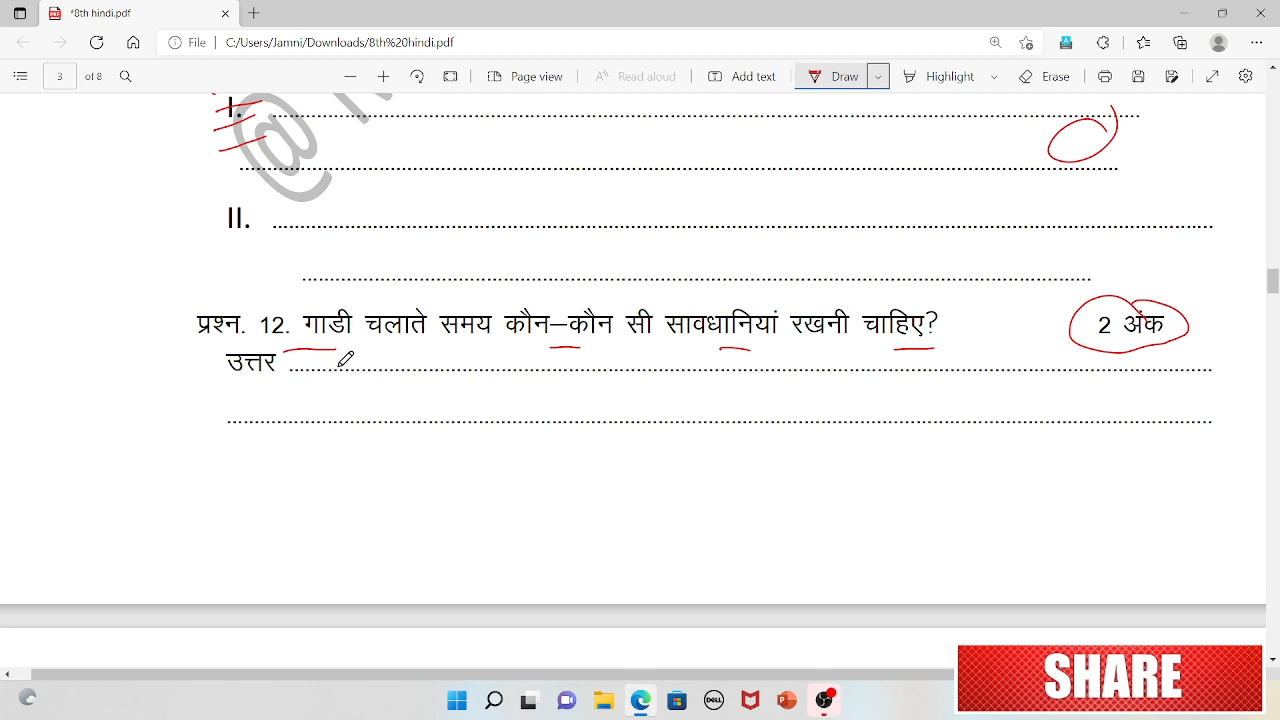 *8th hindi.pdf
File C:/Users/Jamni/Downloads/8th%20hindi.pdf
3 of 8 Page view Read aloud Add text Draw Highlight Erase
I. ................................................................
................................................................
II. ................................................................
................................................................
प्रश्न. 12. गाडी चलाते समय कौन–कौन सी सावधानियां रखनी चाहिए? 2 अंक
उत्तर ................................................................
................................................................
SHARE